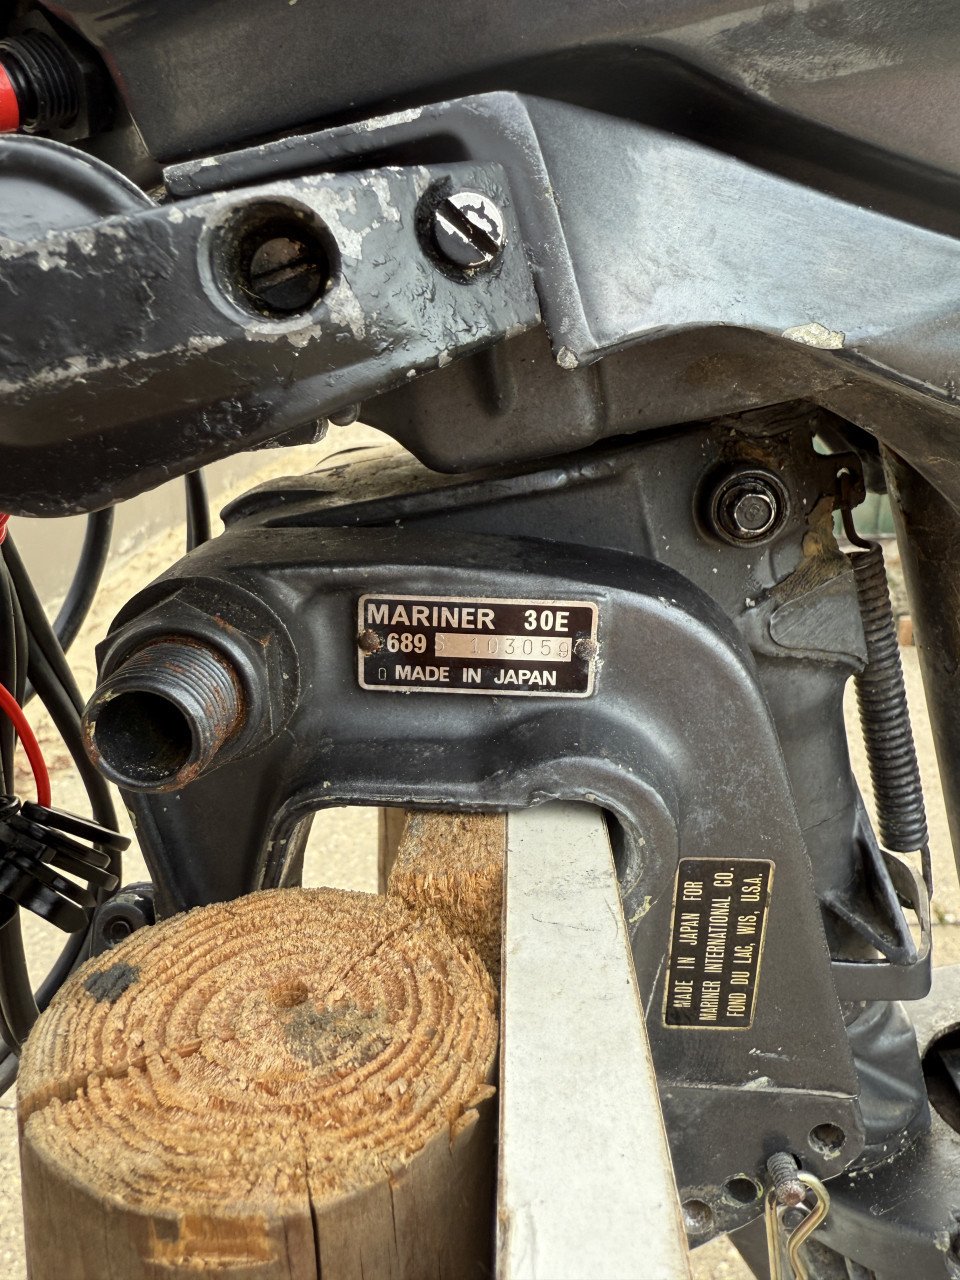 MARINER 30E
689 S 103059
Q MADE IN JAPAN
MADE IN JAPAN FOR
MARINER INTERNATIONAL CO.
FOND DU LAC, WIS, U.S.A.